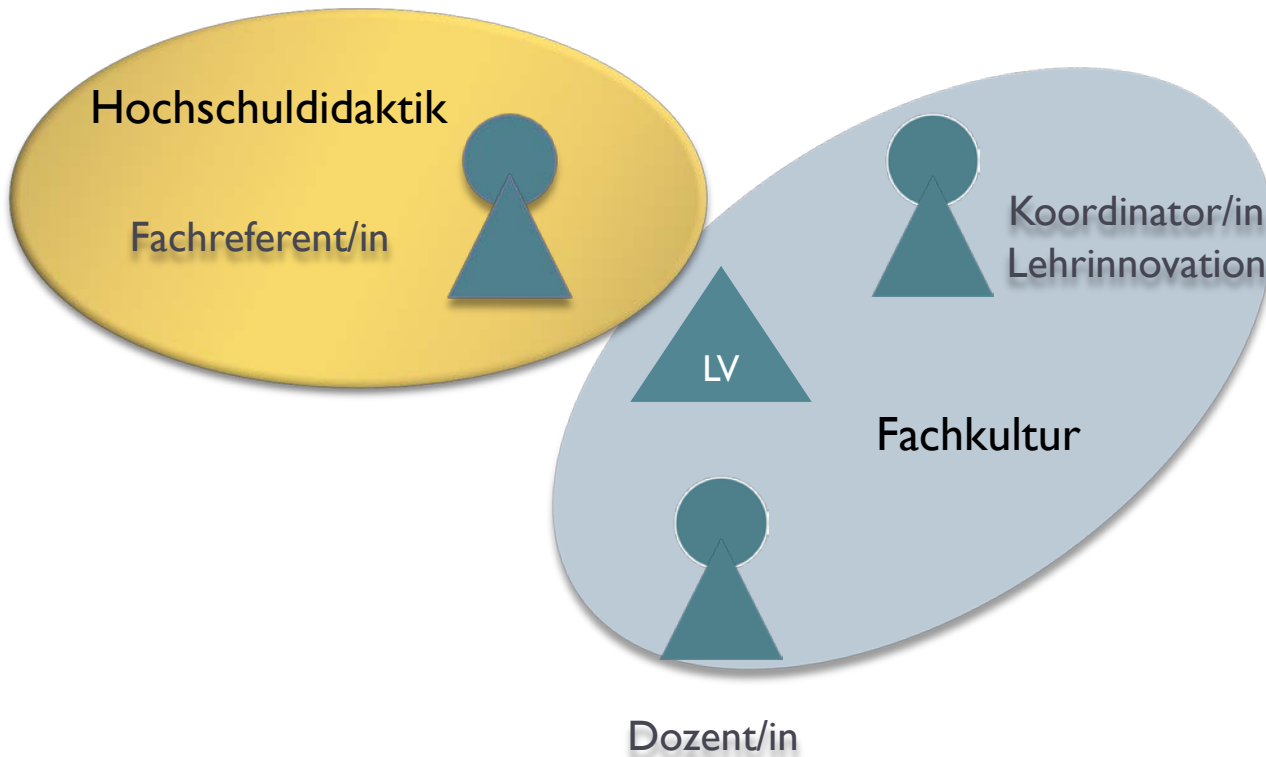 Hochschuldidaktik
Fachreferent/in
Koordinator/in
Lehrinnovation
LV
Fachkultur
Dozent/in